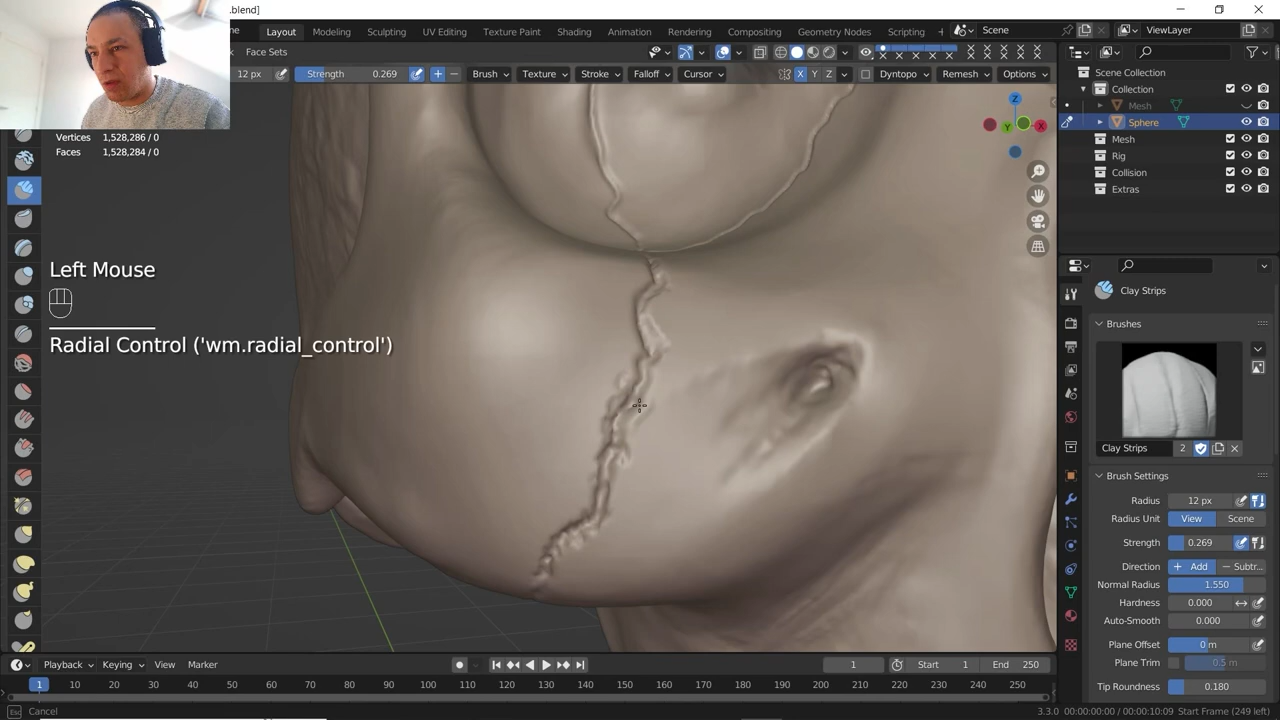 .blend]
Layout Modeling Sculpting UV Editing Texture Paint Shading Animation Rendering Compositing Geometry Nodes Scripting + Scene ViewLayer
Face Sets
12 px Strength 0.269 + − Brush Texture Stroke Falloff Cursor X Y Z Dyntopo Remesh Options
Vertices 1,528,286 / 0
Faces 1,528,284 / 0
Left Mouse
Radial Control ('wm.radial_control')
Z
Y
X
Scene Collection
Collection
Mesh
Sphere
Mesh
Rig
Collision
Extras
Clay Strips
Brushes
Clay Strips 2
Brush Settings
Radius 12 px
Radius Unit View Scene
Strength 0.269
Direction + Add − Subtr...
Normal Radius 1.550
Hardness 0.000
Auto-Smooth 0.000
Plane Offset 0 m
Plane Trim 0.5 m
Tip Roundness 0.180
Playback Keying View Marker 1 Start 1 End 250
1 10 20 30 40 50 60 70 80 90 100 110 120 130 140 150 160 170 180 190 200 210 220 230 240 250
Esc Cancel 3.3.0 00:00:00:00 / 00:00:10:09 Start Frame (249 left)